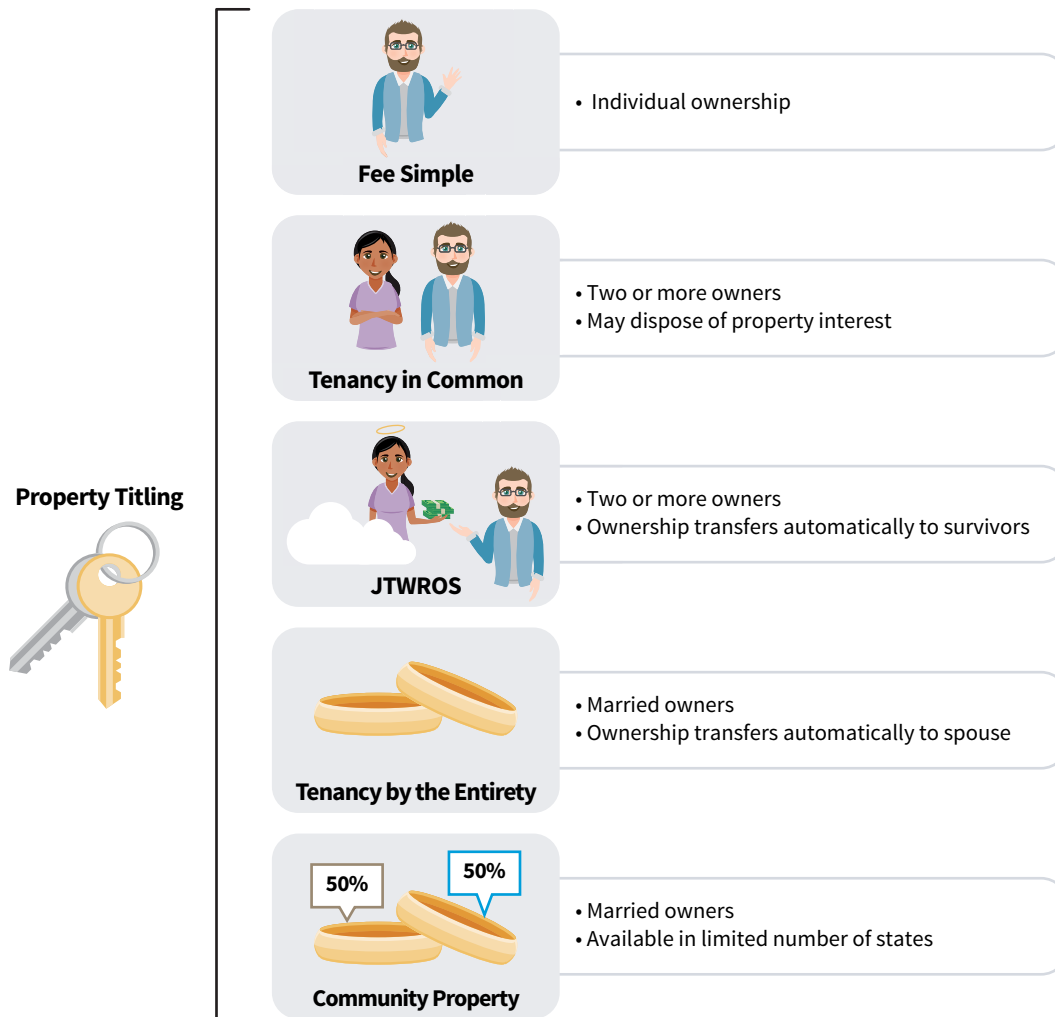 Property Titling
Fee Simple
• Individual ownership
Tenancy in Common
• Two or more owners
• May dispose of property interest
JTWROS
• Two or more owners
• Ownership transfers automatically to survivors
Tenancy by the Entirety
• Married owners
• Ownership transfers automatically to spouse
50%
50%
Community Property
• Married owners
• Available in limited number of states